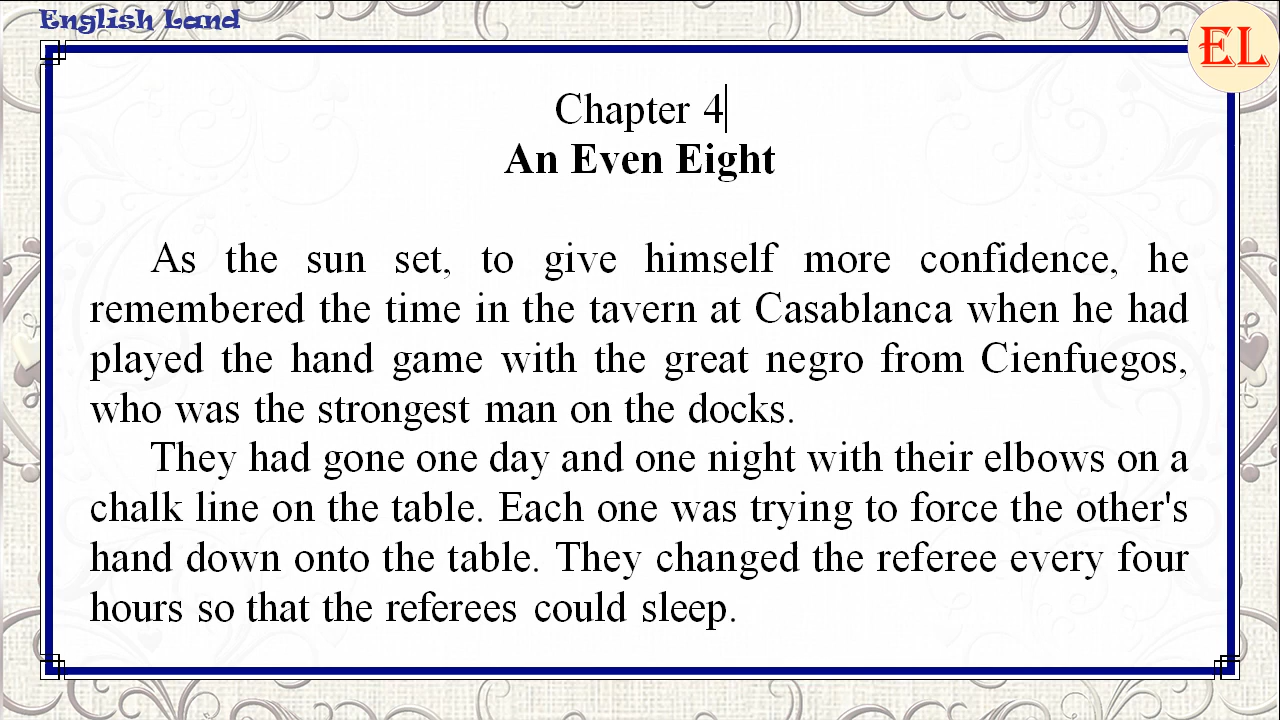 English Land
EL
Chapter 4
An Even Eight
As the sun set, to give himself more confidence, he
remembered the time in the tavern at Casablanca when he had
played the hand game with the great negro from Cienfuegos,
who was the strongest man on the docks.
They had gone one day and one night with their elbows on a
chalk line on the table. Each one was trying to force the other's
hand down onto the table. They changed the referee every four
hours so that the referees could sleep.